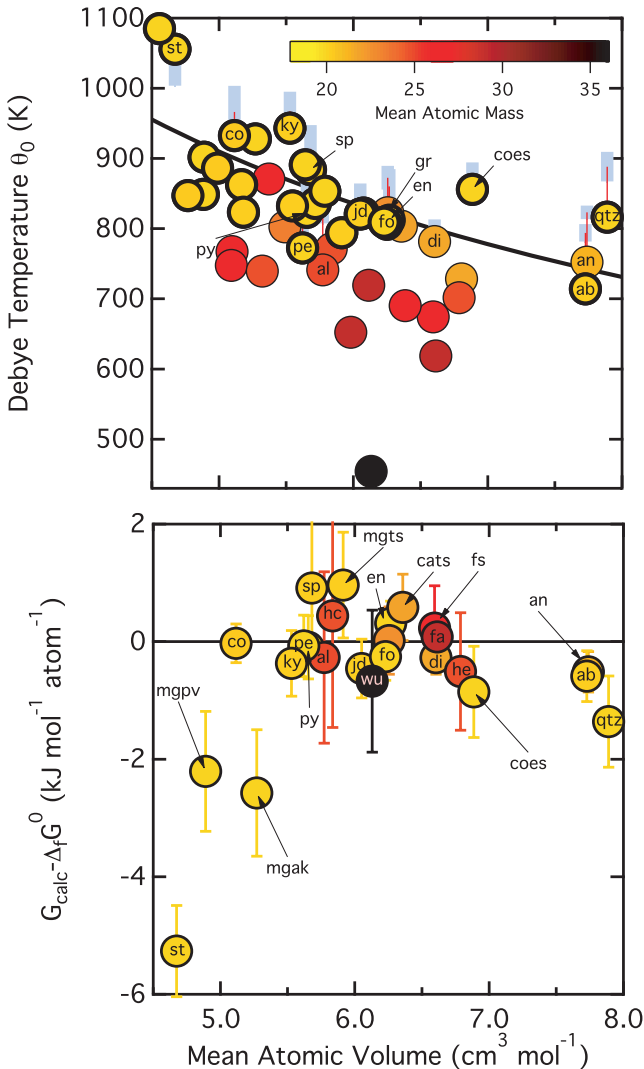 1100
1000
900
800
700
600
500
Debye Temperature θ0 (K)
20
25
30
35
Mean Atomic Mass
st
co
ky
sp
gr
en
coes
jd
fo
di
qtz
py
pe
al
an
ab
2
0
-2
-4
-6
Gcalc-ΔfG0 (kJ mol-1 atom-1)
mgts
en
cats
fs
sp
hc
an
co
pe
fa
ky
al
jd
fo
di
he
ab
wu
py
mgpv
coes
qtz
mgak
st
5.0
6.0
7.0
8.0
Mean Atomic Volume (cm3 mol-1)